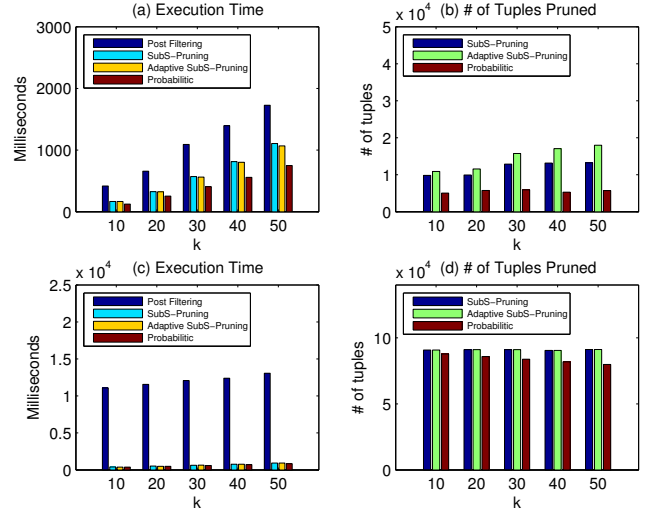 (a) Execution Time
3000
2000
1000
0
Milliseconds
Post Filtering
SubS-Pruning
Adaptive SubS-Pruning
Probabilitic
10 20 30 40 50
k
(b) # of Tuples Pruned
x 10^4
5
4
3
2
1
0
# of tuples
SubS-Pruning
Adaptive SubS-Pruning
Probabilitic
10 20 30 40 50
k
(c) Execution Time
x 10^4
2.5
2
1.5
1
0.5
0
Milliseconds
Post Filtering
SubS-Pruning
Adaptive SubS-Pruning
Probabilitic
10 20 30 40 50
k
(d) # of Tuples Pruned
x 10^4
10
5
0
# of tuples
SubS-Pruning
Adaptive SubS-Pruning
Probabilitic
10 20 30 40 50
k